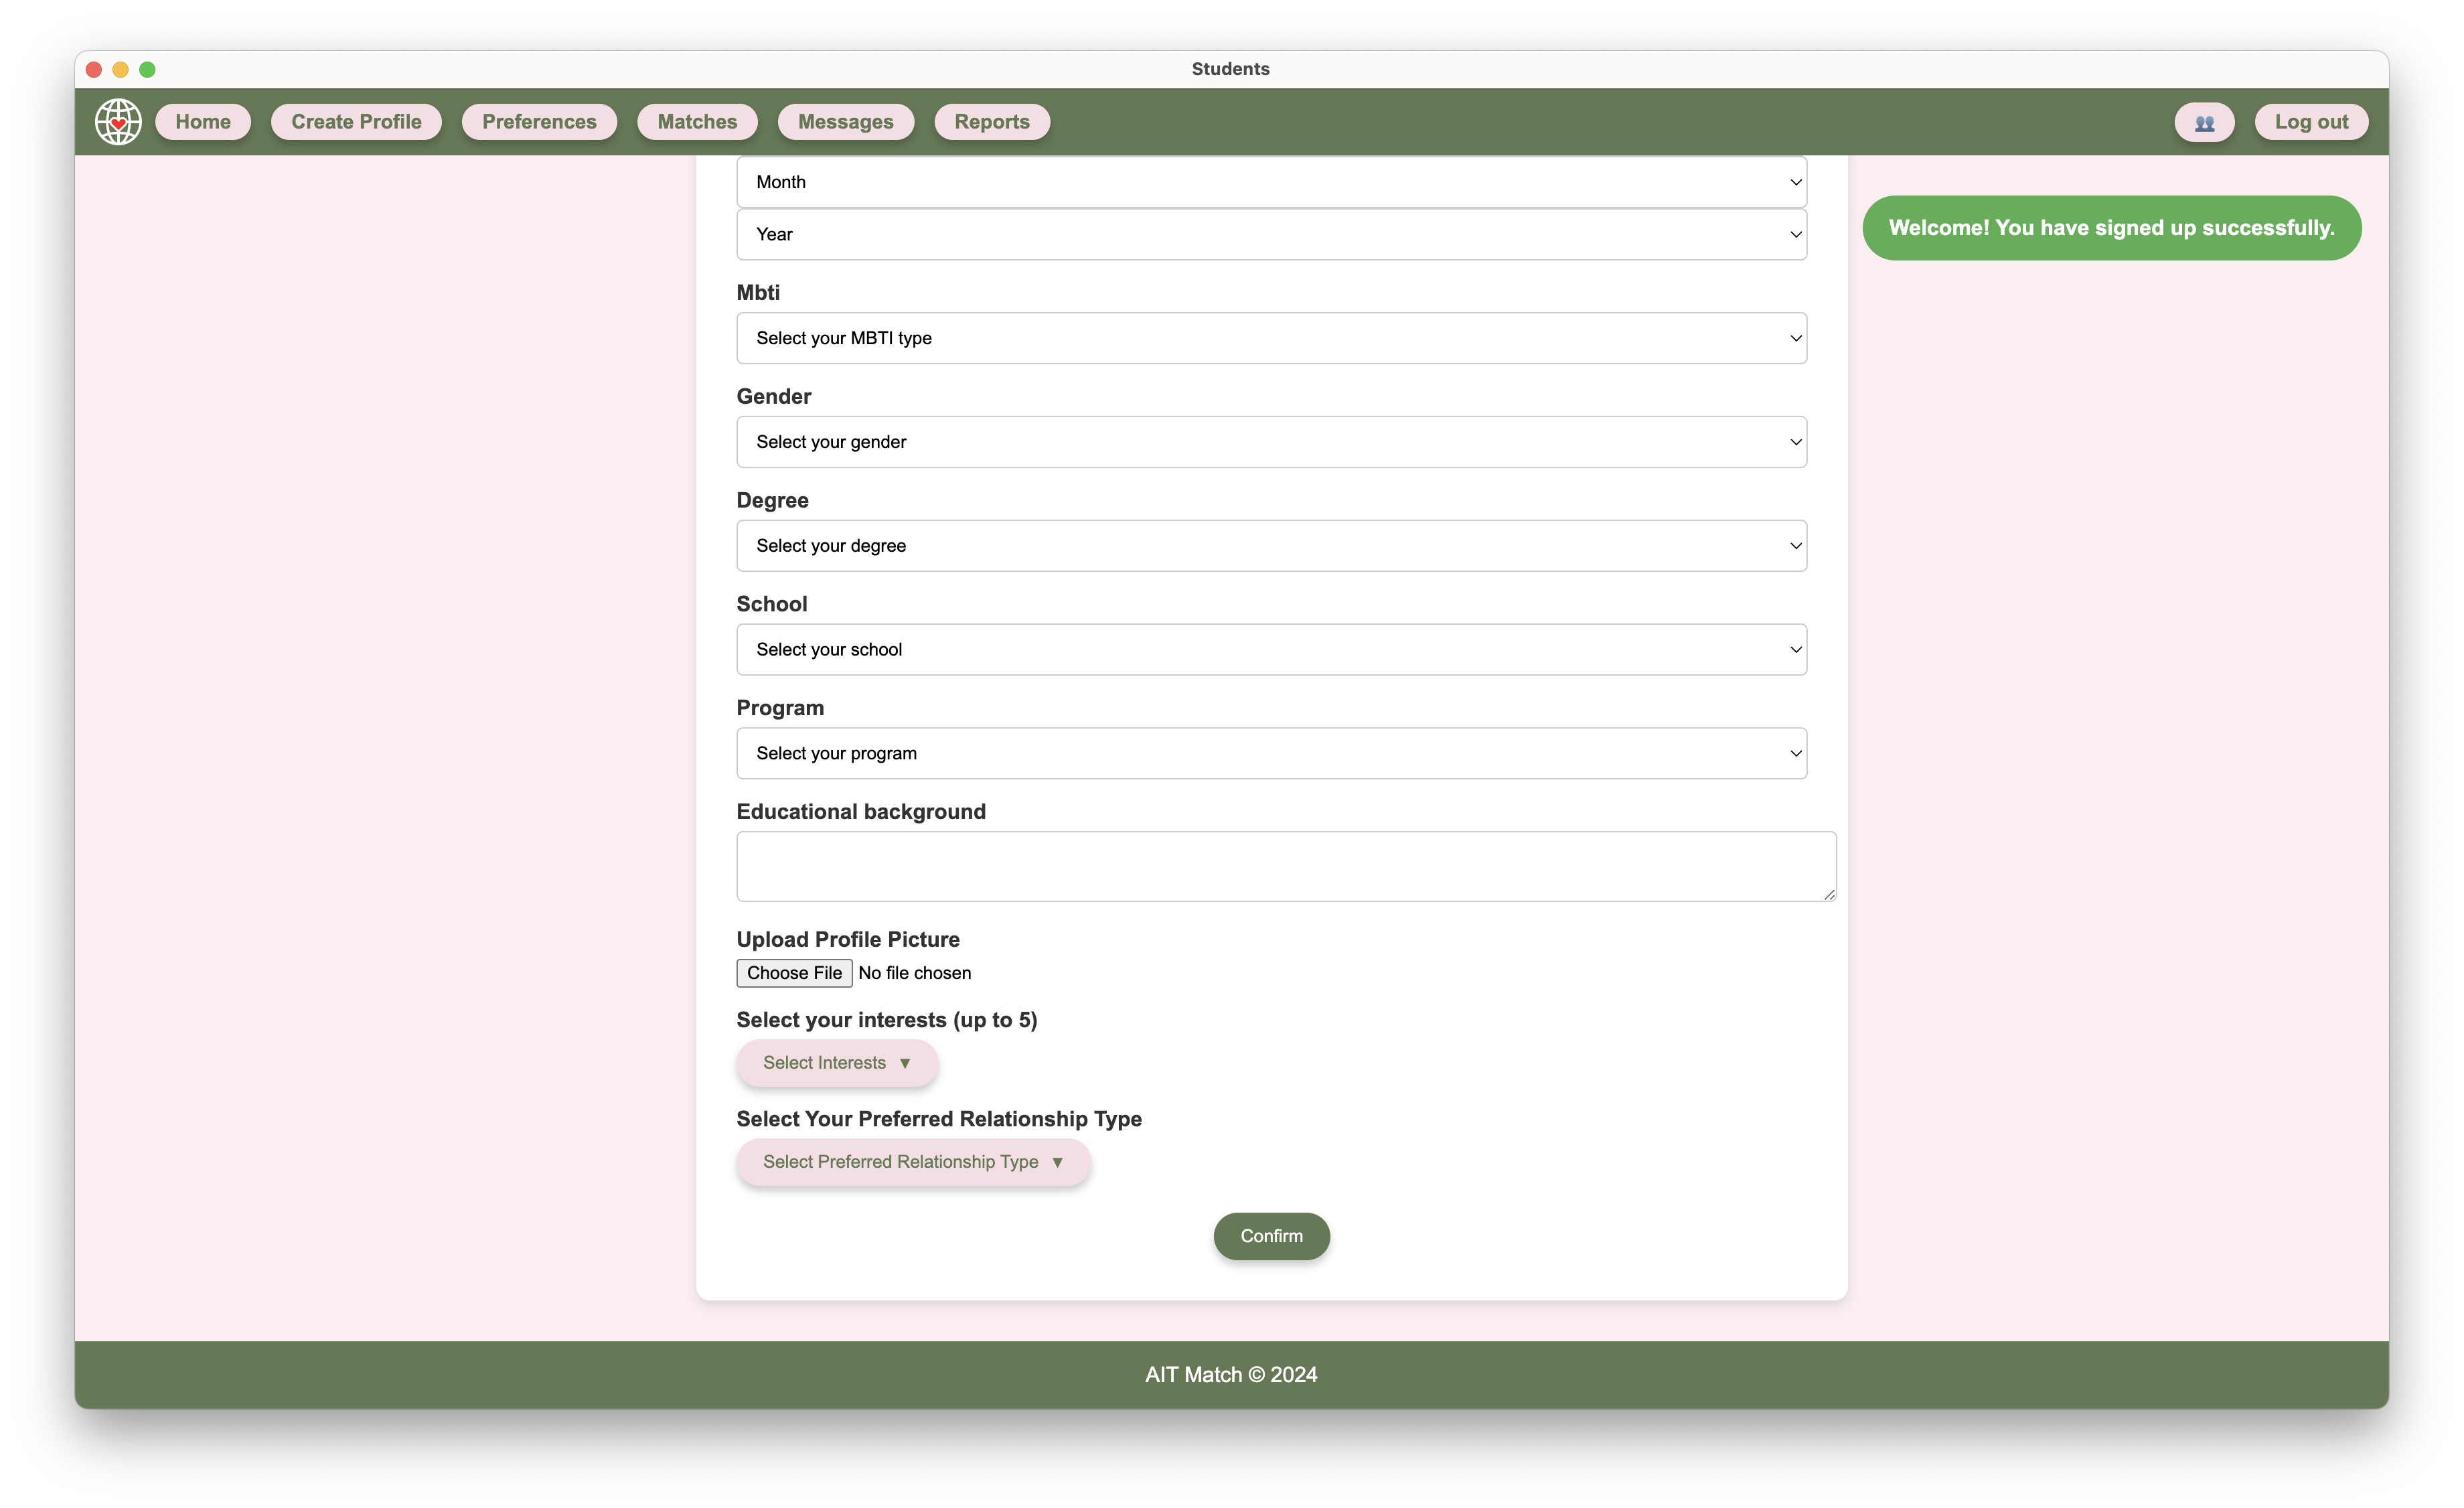 Students
Home Create Profile Preferences Matches Messages Reports Log out
Month
Year
Welcome! You have signed up successfully.
Mbti
Select your MBTI type
Gender
Select your gender
Degree
Select your degree
School
Select your school
Program
Select your program
Educational background
Upload Profile Picture
Choose File No file chosen
Select your interests (up to 5)
Select Interests ▼
Select Your Preferred Relationship Type
Select Preferred Relationship Type ▼
Confirm
AIT Match © 2024